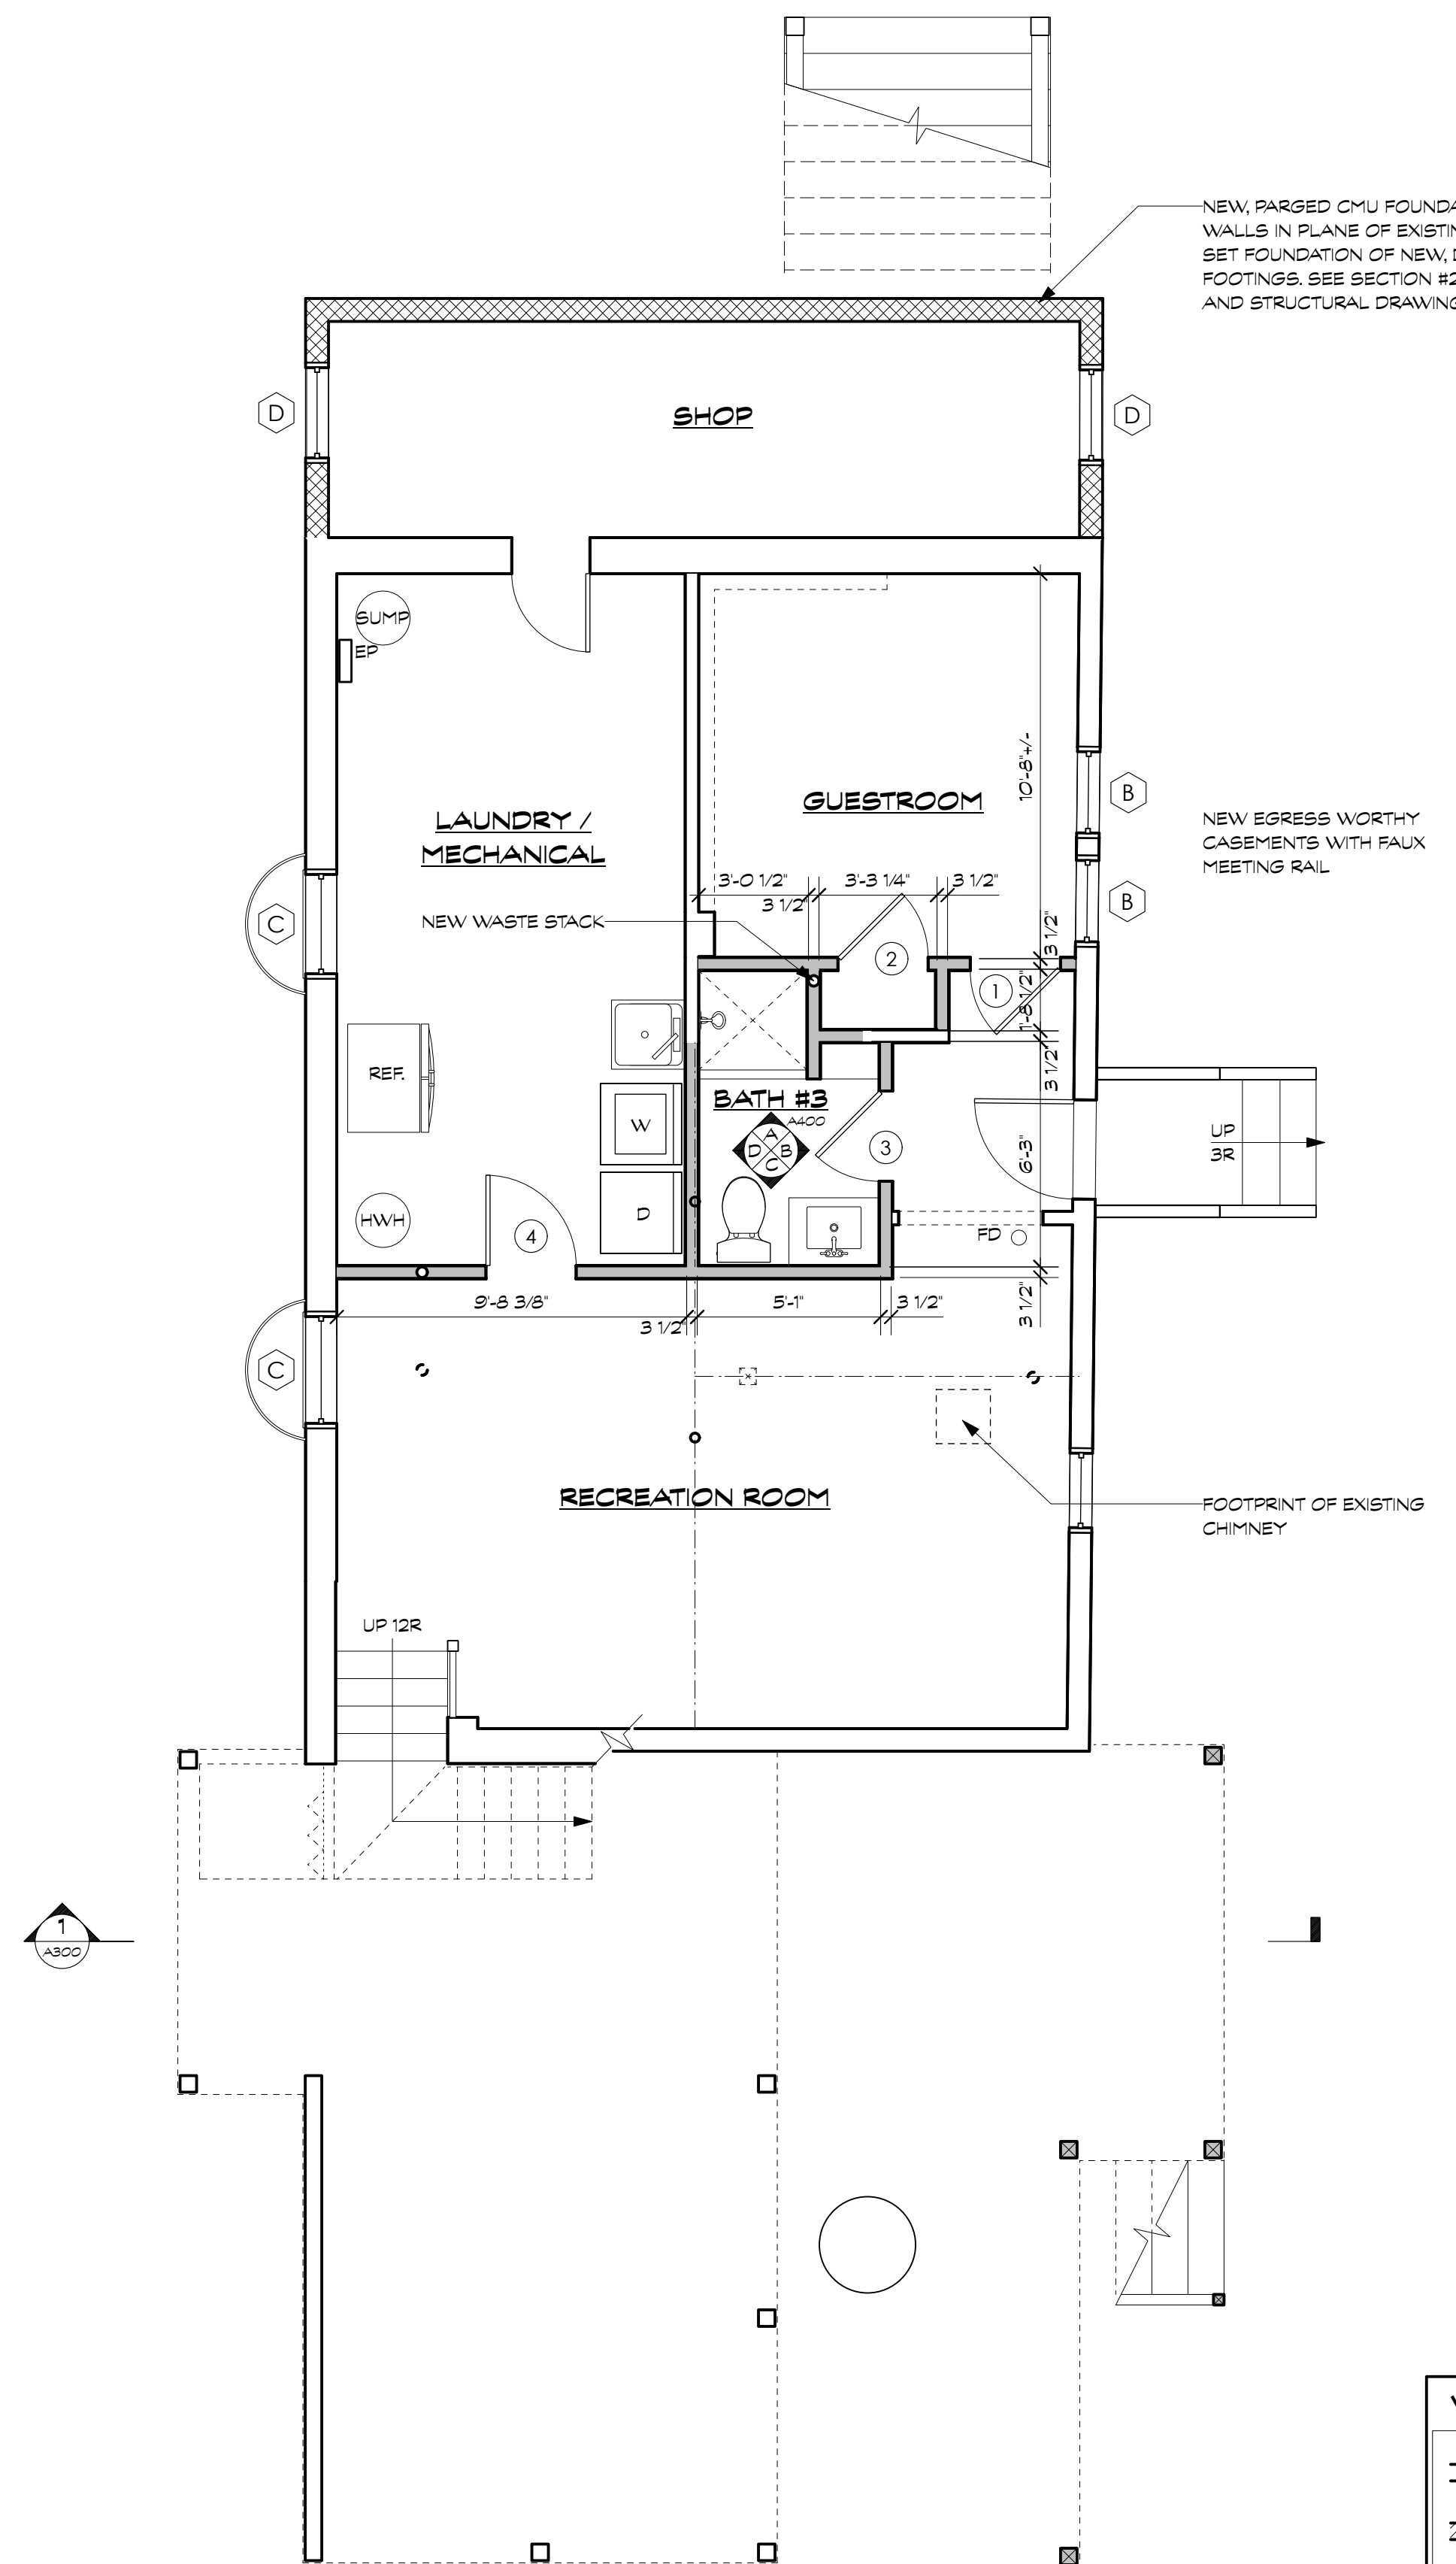 NEW, PARGED CMU
WALLS IN PLANE OF
SET FOUNDATION OF NEW,
FOOTINGS. SEE SECTION
AND STRUCTURAL
SHOP
D
D
SUMP
EP
10'-8"+/-
GUESTROOM
B
NEW EGRESS WORTHY
CASEMENTS WITH FAUX
MEETING RAIL
LAUNDRY /
MECHANICAL
3'-0 1/2"
3'-3 1/4"
3 1/2"
3 1/2"
B
C
NEW WASTE STACK
3 1/2"
2
1
1'-8 1/2"
REF.
3 1/2"
BATH #3
A400
W
A
D
B
C
3
UP
3R
6'-3"
HWH
D
4
FD
9'-8 3/8"
5'-1"
3 1/2"
3 1/2"
3 1/2"
C
RECREATION ROOM
FOOTPRINT OF EXISTING
CHIMNEY
UP 12R
1
A300